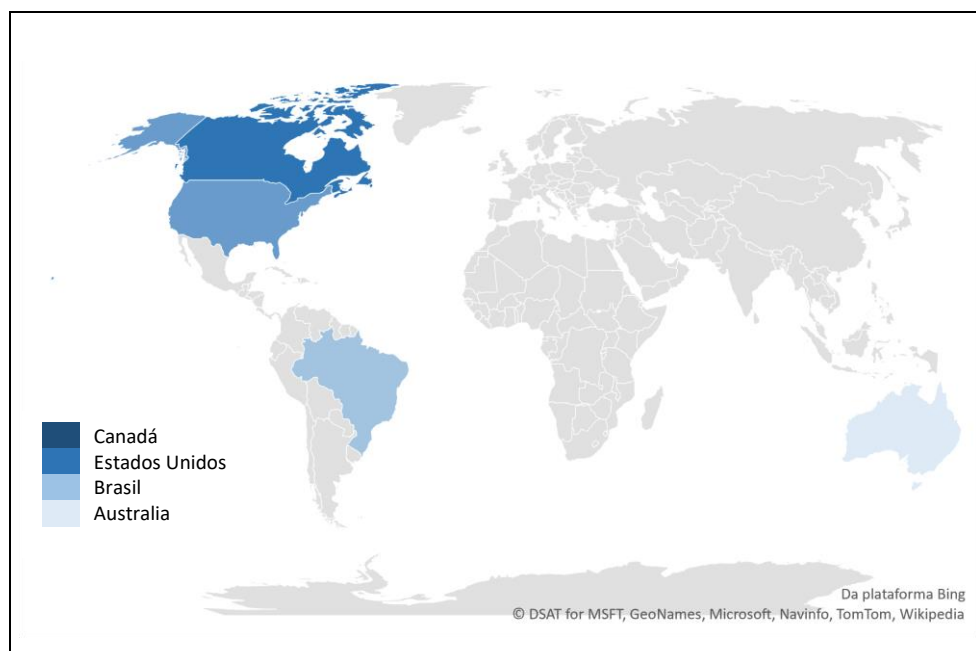 Canadá
Estados Unidos
Brasil
Australia
Da plataforma Bing
© DSAT for MSFT, GeoNames, Microsoft, Navinfo, TomTom, Wikipedia